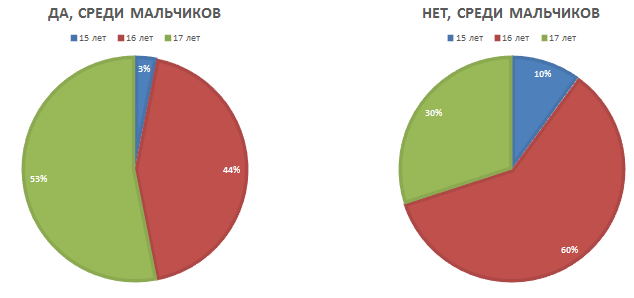 ДА, СРЕДИ МАЛЬЧИКОВ
15 лет 16 лет 17 лет
3%
44%
53%
НЕТ, СРЕДИ МАЛЬЧИКОВ
15 лет 16 лет 17 лет
10%
30%
60%